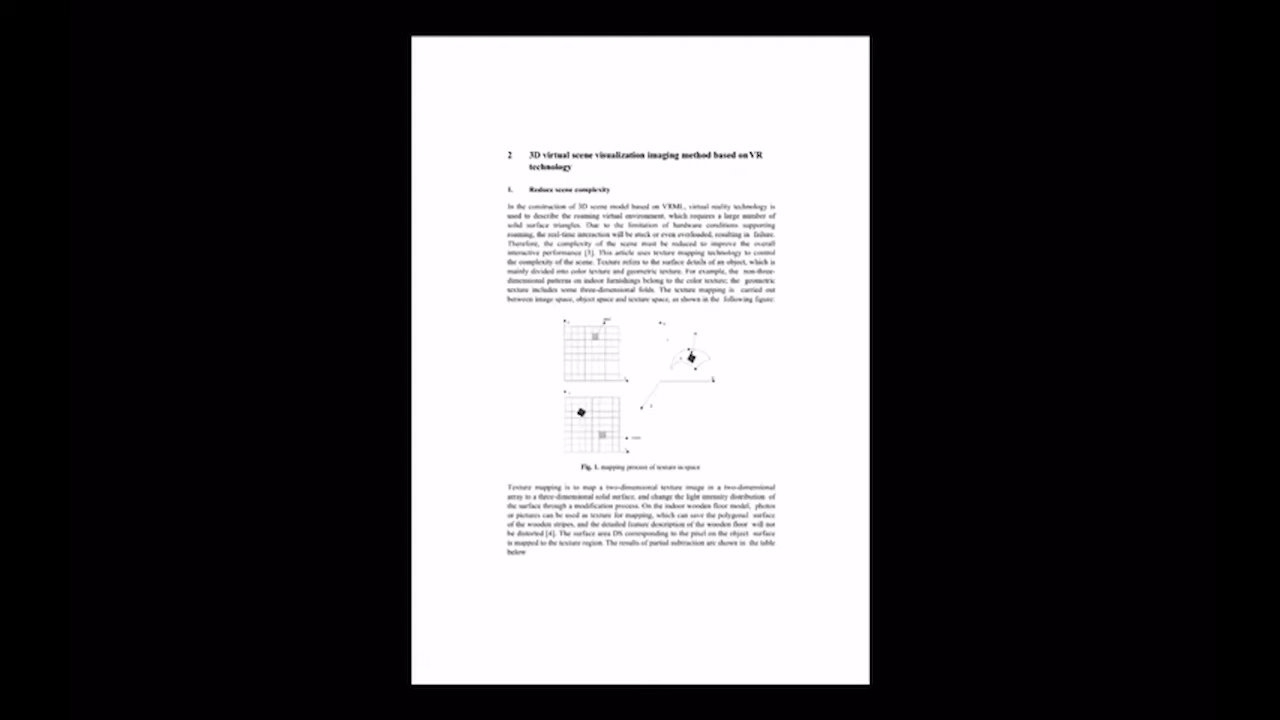 2 3D virtual scene visualization imaging method based on VR
technology
1. Reduce scene complexity
In the construction of 3D scene model based on VRML, virtual reality technology is
used to describe the roaming virtual environment, which requires a large number of
solid surface triangles. Due to the limitation of hardware conditions supporting
roaming, the real-time interaction will be stuck or even overloaded, resulting in failure.
Therefore, the complexity of the scene must be reduced to improve the overall
interactive performance [3]. This article uses texture mapping technology to control
the complexity of the scene. Texture refers to the surface details of an object, which is
mainly divided into color texture and geometric texture. For example, the non-three-
dimensional patterns on indoor furnishings belong to the color texture; the geometric
texture includes some three-dimensional folds. The texture mapping is carried out
between image space, object space and texture space, as shown in the following figure:
Fig. 1. mapping process of texture in space
Texture mapping is to map a two-dimensional texture image in a two-dimensional
array to a three-dimensional solid surface, and change the light intensity distribution of
the surface through a modification process. On the indoor wooden floor model, photos
or pictures can be used as texture for mapping, which can save the polygonal surface
of the wooden stripes, and the detailed feature description of the wooden floor will not
be distorted [4]. The surface area DS corresponding to the pixel on the object surface
is mapped to the texture region. The results of partial subtraction are shown in the table
below